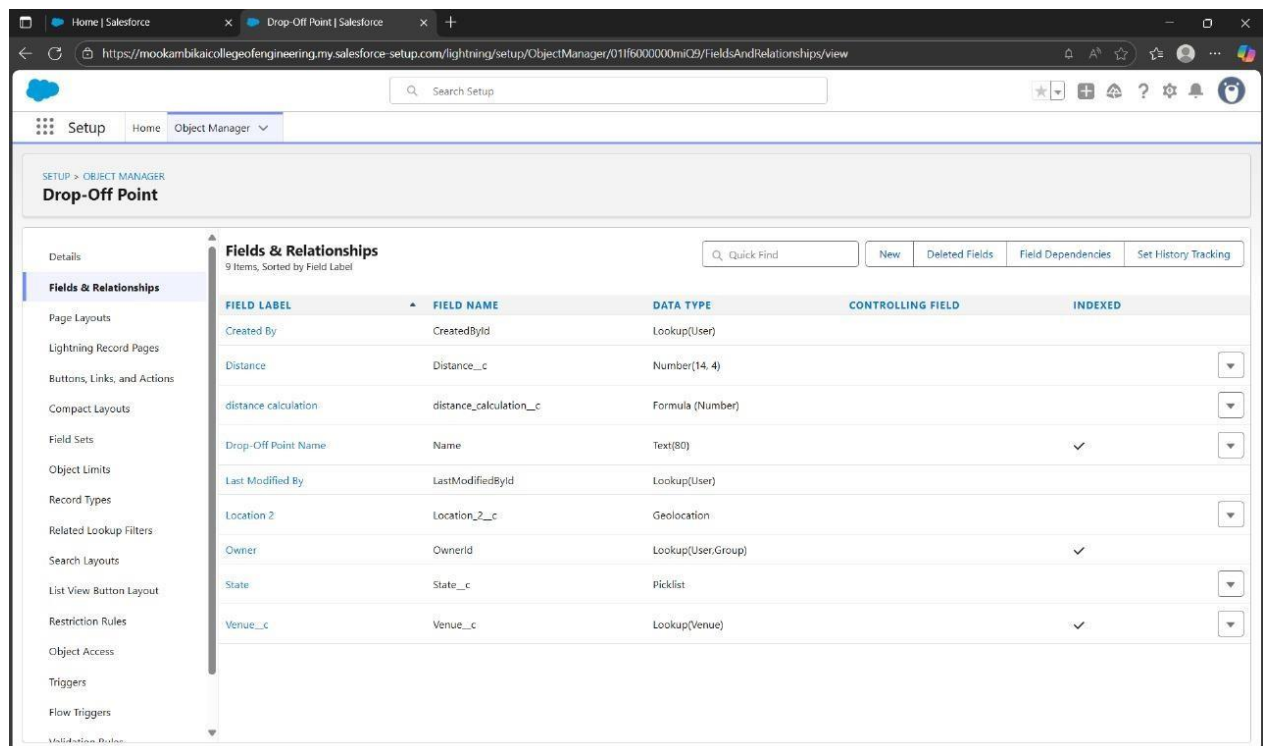 Home | Salesforce
Drop-Off Point | Salesforce
https://mookambikaicollegeofengineering.my.salesforce-setup.com/lightning/setup/ObjectManager/01If6000000miQ9/FieldsAndRelationships/view
Search Setup
Setup Home Object Manager
SETUP > OBJECT MANAGER
Drop-Off Point
Details
Fields & Relationships
Page Layouts
Lightning Record Pages
Buttons, Links, and Actions
Compact Layouts
Field Sets
Object Limits
Record Types
Related Lookup Filters
Search Layouts
List View Button Layout
Restriction Rules
Object Access
Triggers
Flow Triggers
Validation Rules
Fields & Relationships
9 Items, Sorted by Field Label
Quick Find New Deleted Fields Field Dependencies Set History Tracking
FIELD LABEL FIELD NAME DATA TYPE CONTROLLING FIELD INDEXED
Created By CreatedById Lookup(User)
Distance Distance__c Number(14, 4)
distance calculation distance_calculation__c Formula (Number)
Drop-Off Point Name Name Text(80)
Last Modified By LastModifiedById Lookup(User)
Location 2 Location_2__c Geolocation
Owner OwnerId Lookup(User,Group)
State State__c Picklist
Venue__c Venue__c Lookup(Venue)